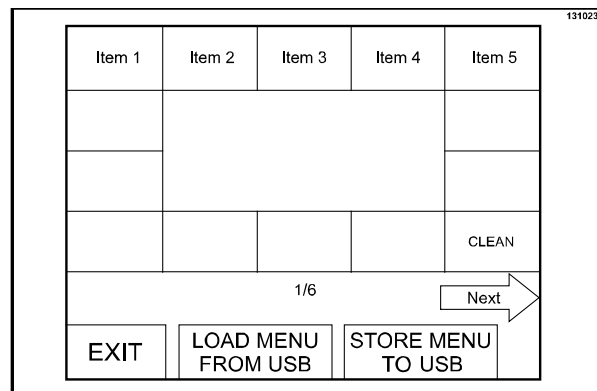 131023
Item 1 Item 2 Item 3 Item 4 Item 5
CLEAN
1/6
Next
EXIT
LOAD MENU
FROM USB
STORE MENU
TO USB